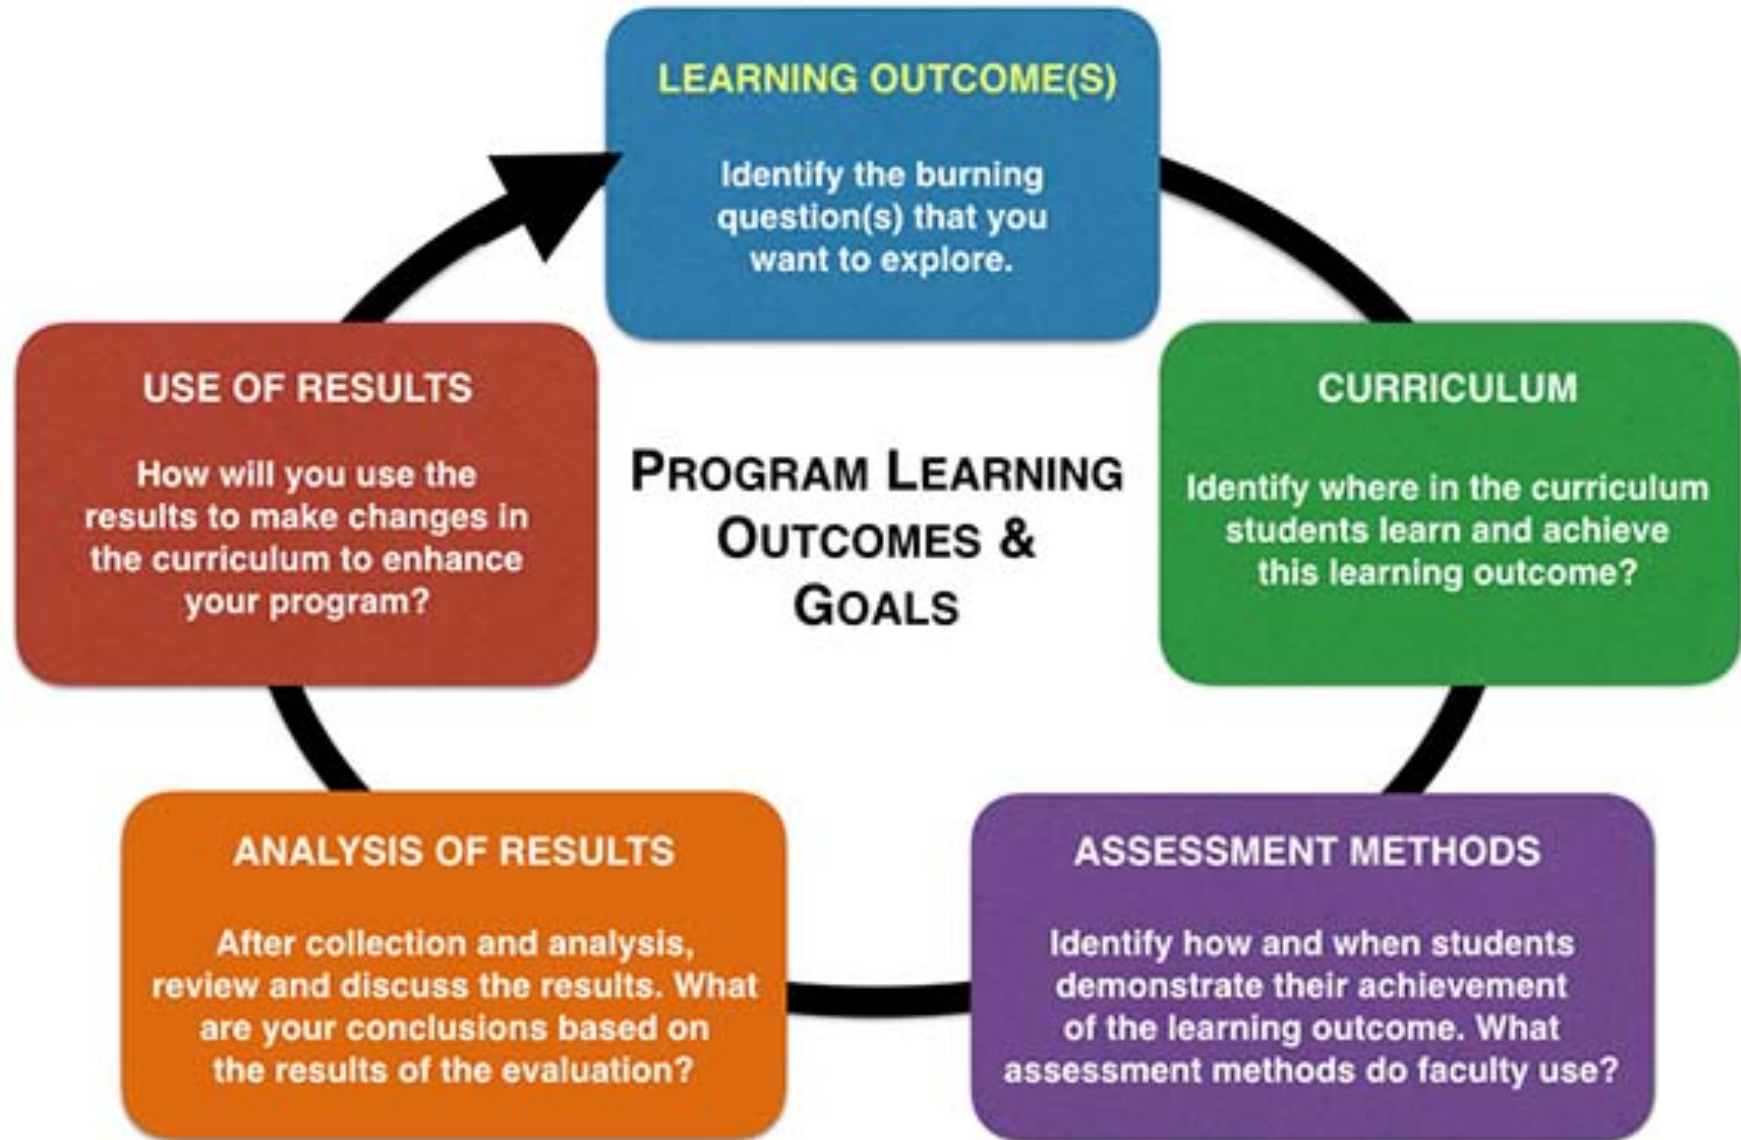 LEARNING OUTCOME(S)
Identify the burning
question(s) that you
want to explore.
CURRICULUM
Identify where in the curriculum
students learn and achieve
this learning outcome?
ASSESSMENT METHODS
Identify how and when students
demonstrate their achievement
of the learning outcome. What
assessment methods do faculty use?
ANALYSIS OF RESULTS
After collection and analysis,
review and discuss the results. What
are your conclusions based on
the results of the evaluation?
USE OF RESULTS
How will you use the
results to make changes in
the curriculum to enhance
your program?
PROGRAM LEARNING
OUTCOMES &
GOALS